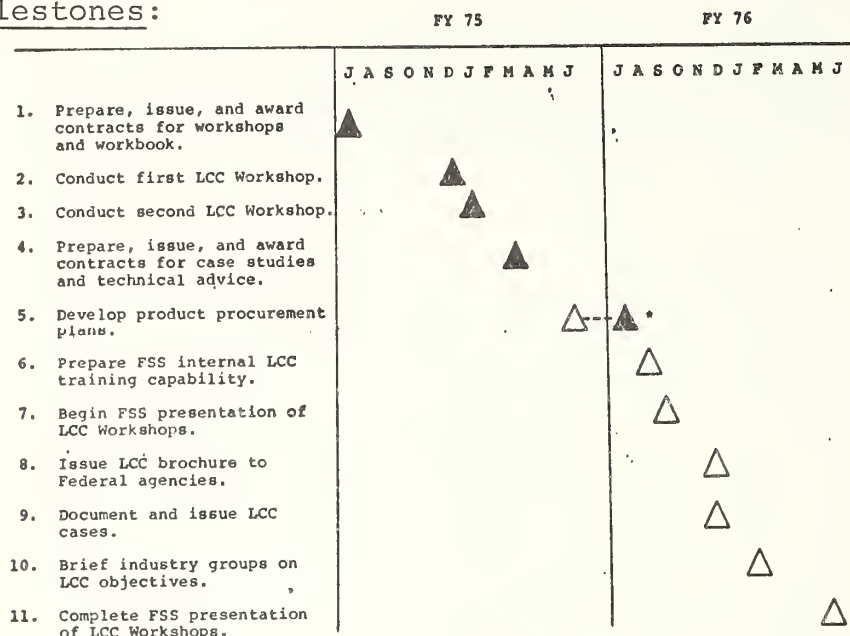 lestones:
FY 75 FY 76
J A S O N D J F M A M J J A S O N D J F M A M J
1. Prepare, issue, and award
contracts for workshops
and workbook.
2. Conduct first LCC Workshop.
3. Conduct second LCC Workshop.
4. Prepare, issue, and award
contracts for case studies
and technical advice.
5. Develop product procurement
plans. *
6. Prepare FSS internal LCC
training capability.
7. Begin FSS presentation of
LCC Workshops.
8. Issue LCC brochure to
Federal agencies.
9. Document and issue LCC
cases.
10. Brief industry groups on
LCC objectives.
11. Complete FSS presentation
of LCC Workshops.